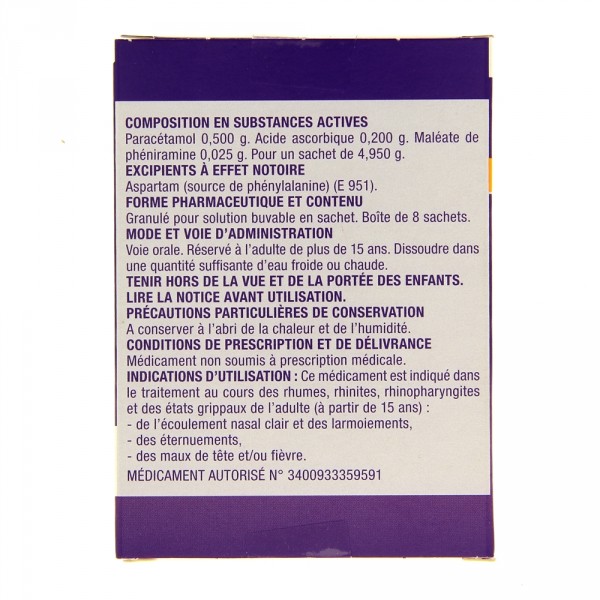 COMPOSITION EN SUBSTANCES ACTIVES
Paracétamol 0,500 g. Acide ascorbique 0,200 g. Maléate de
phéniramine 0,025 g. Pour un sachet de 4,950 g.
EXCIPIENTS À EFFET NOTOIRE
Aspartam (source de phénylalanine) (E 951).
FORME PHARMACEUTIQUE ET CONTENU
Granulé pour solution buvable en sachet. Boîte de 8 sachets.
MODE ET VOIE D'ADMINISTRATION
Voie orale. Réservé à l'adulte de plus de 15 ans. Dissoudre dans
une quantité suffisante d'eau froide ou chaude.
TENIR HORS DE LA VUE ET DE LA PORTÉE DES ENFANTS.
LIRE LA NOTICE AVANT UTILISATION.
PRÉCAUTIONS PARTICULIÈRES DE CONSERVATION
A conserver à l'abri de la chaleur et de l'humidité.
CONDITIONS DE PRESCRIPTION ET DE DÉLIVRANCE
Médicament non soumis à prescription médicale.
INDICATIONS D'UTILISATION : Ce médicament est indiqué dans
le traitement au cours des rhumes, rhinites, rhinopharyngites
et des états grippaux de l'adulte (à partir de 15 ans) :
- de l'écoulement nasal clair et des larmoiements,
- des éternuements,
- des maux de tête et/ou fièvre.
MÉDICAMENT AUTORISÉ N° 3400933359591